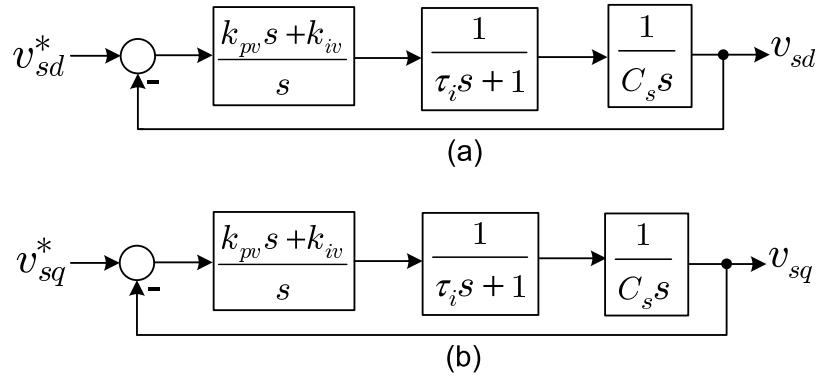 v*sd
kpv s + kiv
s
1
τi s + 1
1
Cs s
vsd
-
(a)
v*sq
kpv s + kiv
s
1
τi s + 1
1
Cs s
vsq
-
(b)